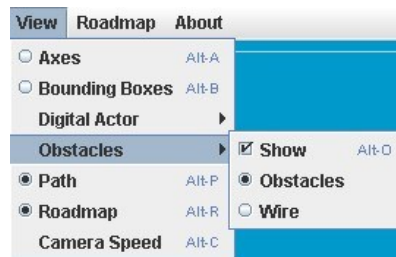 View Roadmap About
Axes Alt-A
Bounding Boxes Alt-B
Digital Actor
Obstacles
Show Alt-O
Path Alt-P
Obstacles
Roadmap Alt-R
Wire
Camera Speed Alt-C